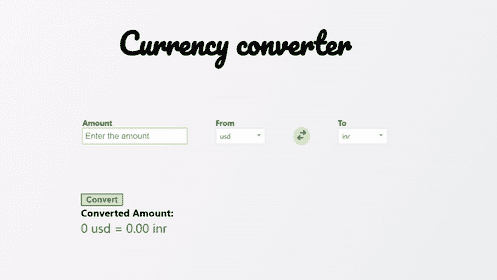 Currency converter
Amount From To
Enter the amount usd inr
Convert
Converted Amount:
0 usd = 0.00 inr